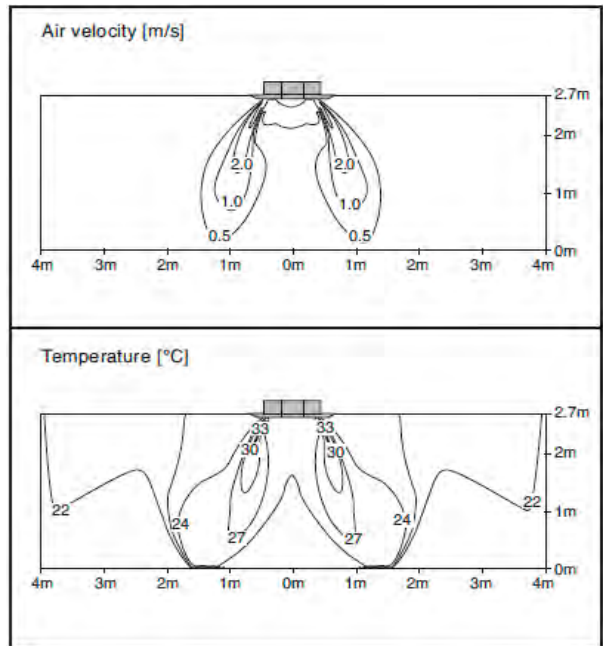 Air velocity [m/s]
2.7m
2m
2.0 2.0
1m
1.0 1.0
0.5 0.5
0m
4m 3m 2m 1m 0m 1m 2m 3m 4m
Temperature [°C]
2.7m
33 33
2m
30 30
22 24 24 22
1m
27 27
0m
4m 3m 2m 1m 0m 1m 2m 3m 4m